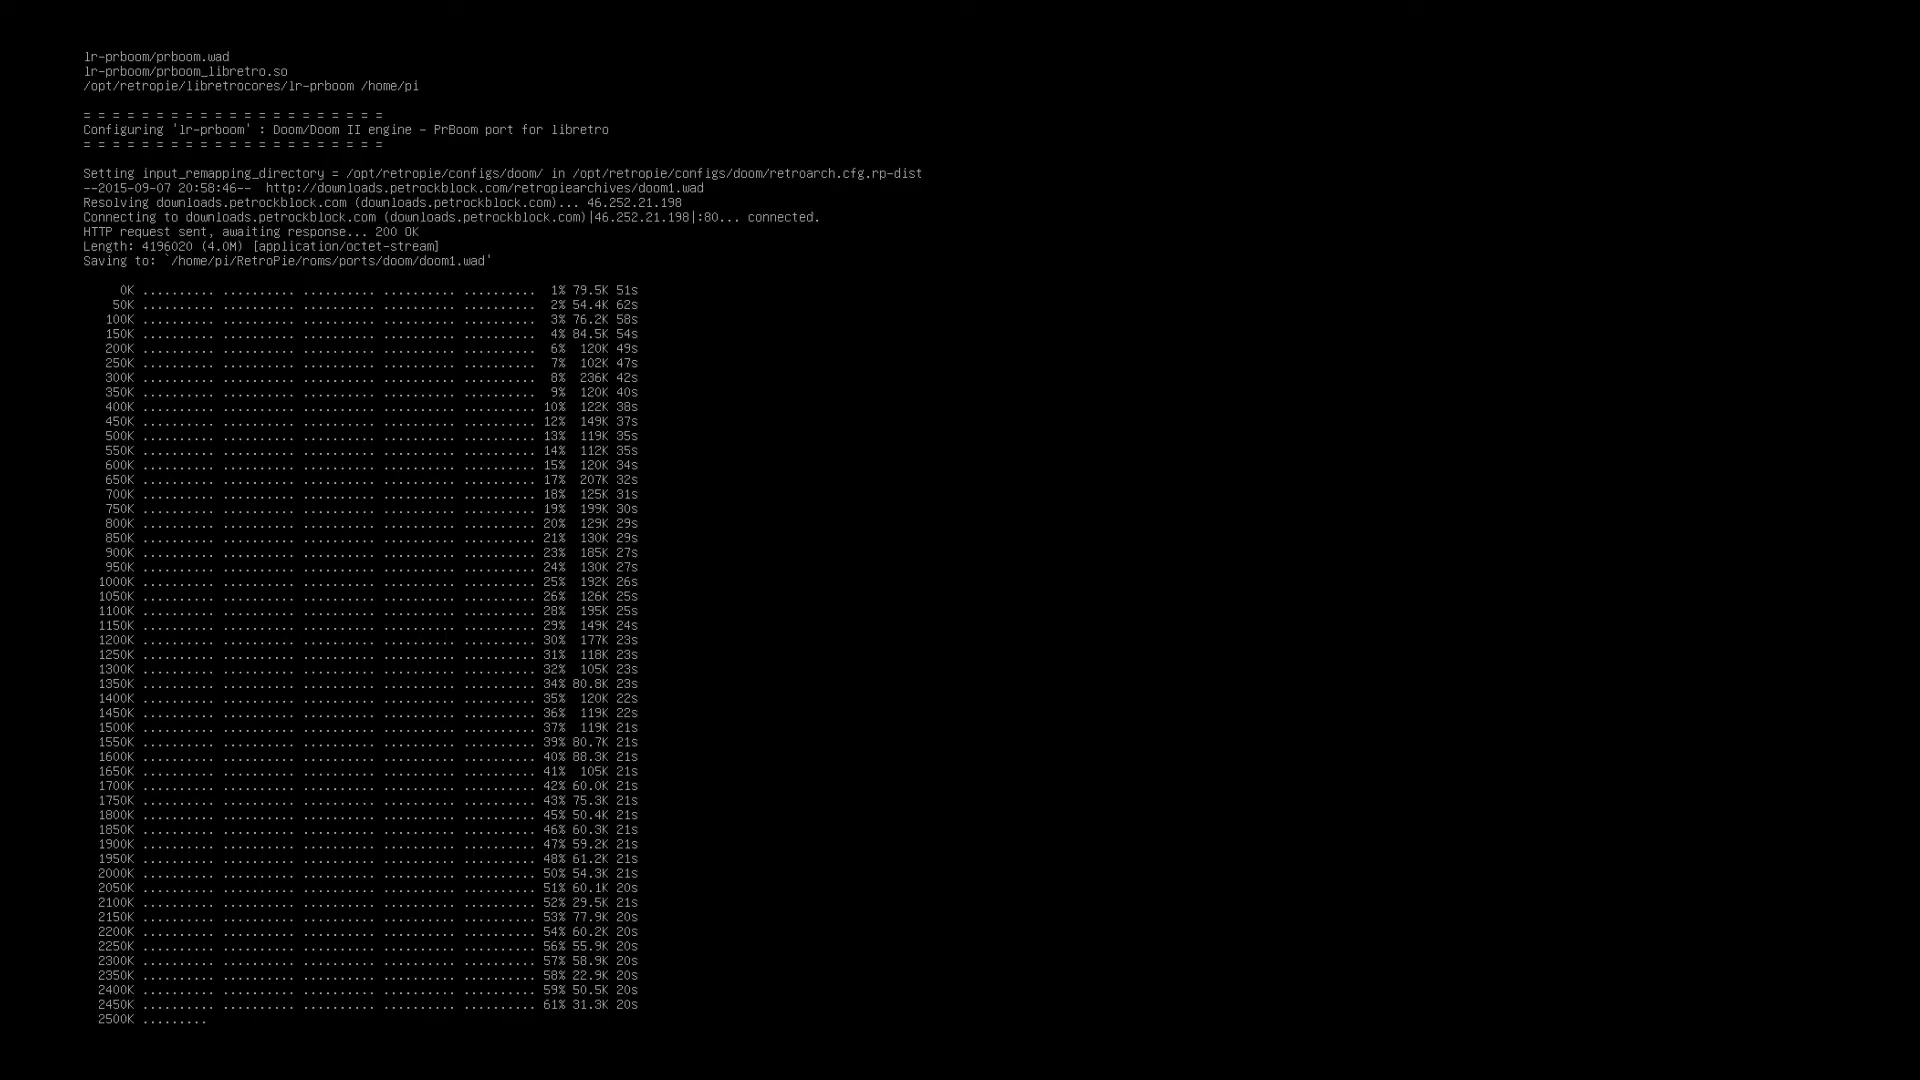 lr-prboom/prboom.wad
lr-prboom/prboom_libretro.so
/opt/retropie/libretrocores/lr-prboom /home/pi
= = = = = = = = = = = = = = = = = = = = =
Configuring 'lr-prboom' : Doom/Doom II engine - PrBoom port for libretro
= = = = = = = = = = = = = = = = = = = = =
Setting input_remapping_directory = /opt/retropie/configs/doom/ in /opt/retropie/configs/doom/retroarch.cfg.rp-dist
--2015-09-07 20:58:46--  http://downloads.petrockblock.com/retropiearchives/doom1.wad
Resolving downloads.petrockblock.com (downloads.petrockblock.com)... 46.252.21.198
Connecting to downloads.petrockblock.com (downloads.petrockblock.com)|46.252.21.198|:80... connected.
HTTP request sent, awaiting response... 200 OK
Length: 4196020 (4.0M) [application/octet-stream]
Saving to: `/home/pi/RetroPie/roms/ports/doom/doom1.wad'
0K .......... .......... .......... .......... .......... 1% 79.5K 51s
50K .......... .......... .......... .......... .......... 2% 54.4K 62s
100K .......... .......... .......... .......... .......... 3% 76.2K 58s
150K .......... .......... .......... .......... .......... 4% 84.5K 54s
200K .......... .......... .......... .......... .......... 6% 120K 49s
250K .......... .......... .......... .......... .......... 7% 102K 47s
300K .......... .......... .......... .......... .......... 8% 236K 42s
350K .......... .......... .......... .......... .......... 9% 120K 40s
400K .......... .......... .......... .......... .......... 10% 122K 38s
450K .......... .......... .......... .......... .......... 12% 149K 37s
500K .......... .......... .......... .......... .......... 13% 119K 35s
550K .......... .......... .......... .......... .......... 14% 112K 35s
600K .......... .......... .......... .......... .......... 15% 120K 34s
650K .......... .......... .......... .......... .......... 17% 207K 32s
700K .......... .......... .......... .......... .......... 18% 125K 31s
750K .......... .......... .......... .......... .......... 19% 199K 30s
800K .......... .......... .......... .......... .......... 20% 129K 29s
850K .......... .......... .......... .......... .......... 21% 130K 29s
900K .......... .......... .......... .......... .......... 23% 185K 27s
950K .......... .......... .......... .......... .......... 24% 130K 27s
1000K .......... .......... .......... .......... .......... 25% 192K 26s
1050K .......... .......... .......... .......... .......... 26% 126K 25s
1100K .......... .......... .......... .......... .......... 28% 195K 25s
1150K .......... .......... .......... .......... .......... 29% 149K 24s
1200K .......... .......... .......... .......... .......... 30% 177K 23s
1250K .......... .......... .......... .......... .......... 31% 118K 23s
1300K .......... .......... .......... .......... .......... 32% 105K 23s
1350K .......... .......... .......... .......... .......... 34% 80.8K 23s
1400K .......... .......... .......... .......... .......... 35% 120K 22s
1450K .......... .......... .......... .......... .......... 36% 119K 22s
1500K .......... .......... .......... .......... .......... 37% 119K 21s
1550K .......... .......... .......... .......... .......... 39% 80.7K 21s
1600K .......... .......... .......... .......... .......... 40% 88.3K 21s
1650K .......... .......... .......... .......... .......... 41% 105K 21s
1700K .......... .......... .......... .......... .......... 42% 60.0K 21s
1750K .......... .......... .......... .......... .......... 43% 75.3K 21s
1800K .......... .......... .......... .......... .......... 45% 50.4K 21s
1850K .......... .......... .......... .......... .......... 46% 60.3K 21s
1900K .......... .......... .......... .......... .......... 47% 59.2K 21s
1950K .......... .......... .......... .......... .......... 48% 61.2K 21s
2000K .......... .......... .......... .......... .......... 50% 54.3K 21s
2050K .......... .......... .......... .......... .......... 51% 60.1K 20s
2100K .......... .......... .......... .......... .......... 52% 29.5K 21s
2150K .......... .......... .......... .......... .......... 53% 77.9K 20s
2200K .......... .......... .......... .......... .......... 54% 60.2K 20s
2250K .......... .......... .......... .......... .......... 56% 55.9K 20s
2300K .......... .......... .......... .......... .......... 57% 58.9K 20s
2350K .......... .......... .......... .......... .......... 58% 22.9K 20s
2400K .......... .......... .......... .......... .......... 59% 50.5K 20s
2450K .......... .......... .......... .......... .......... 61% 31.3K 20s
2500K .........